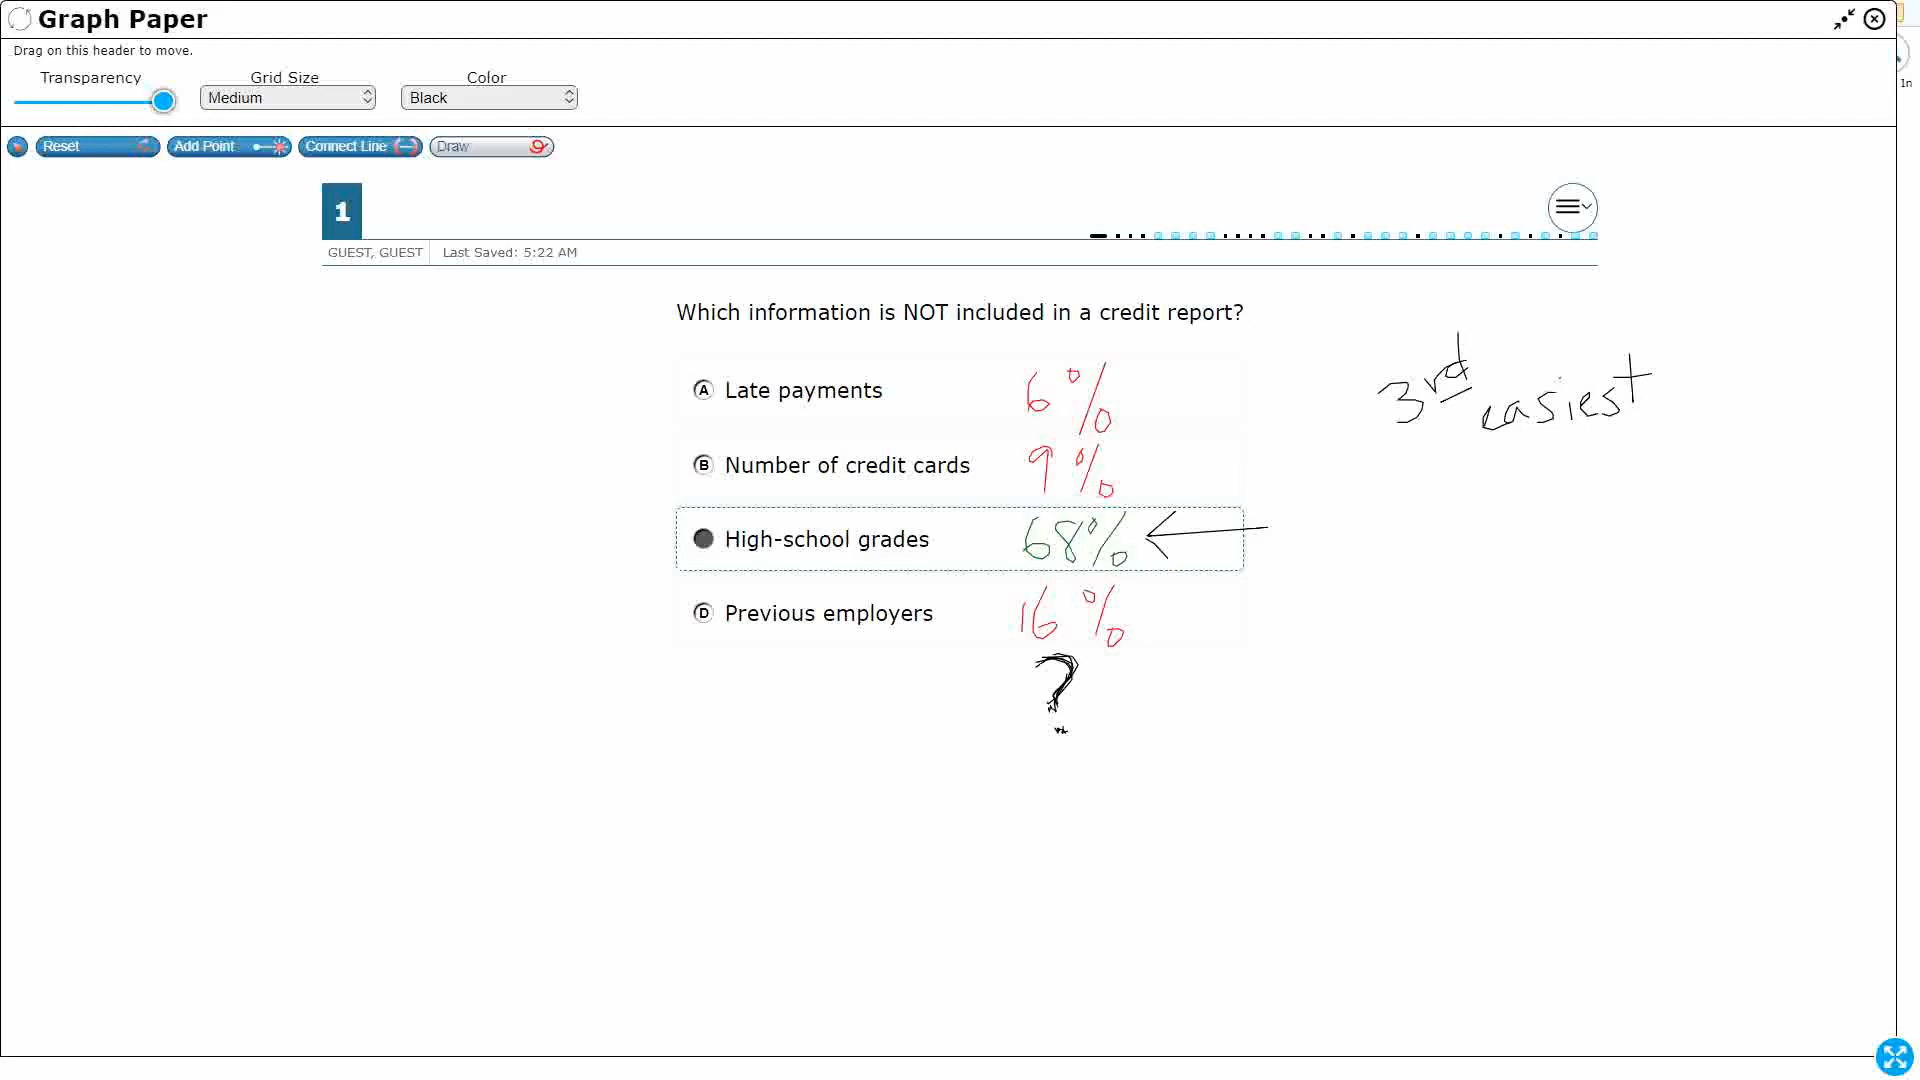 Graph Paper
Drag on this header to move.
Transparency Grid Size Color
Medium Black
Reset Add Point Connect Line Draw
1
GUEST, GUEST Last Saved: 5:22 AM
Which information is NOT included in a credit report?
A Late payments 6%
B Number of credit cards 9%
High-school grades 68%
D Previous employers 16%
?
3rd easiest
1n